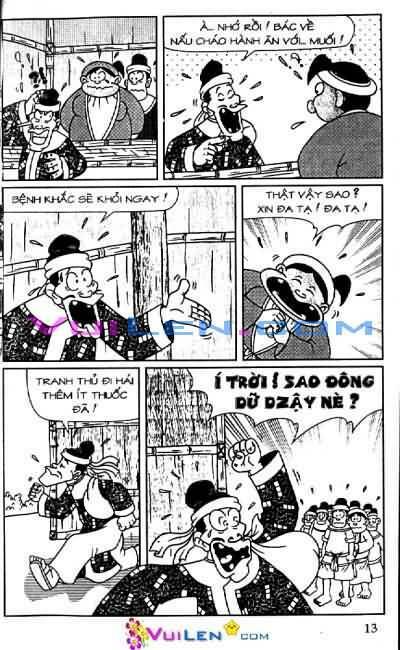 ?!
À.. NHỚ RỒI! BÁC VỀ
NẤU CHÁO HÀNH ĂN VỚI.. MUỐI!
BỆNH KHẮC SẼ KHỎI NGAY!
THẬT VẬY SAO?
XIN ĐA TẠ! ĐA TẠ!
VUILEN.COM
TRANH THỦ ĐI HÁI
THÊM ÍT THUỐC
ĐÃ!
Í TRỜI! SAO ĐÔNG
DỮ DZẬY NÈ?
13
VUILEN.COM